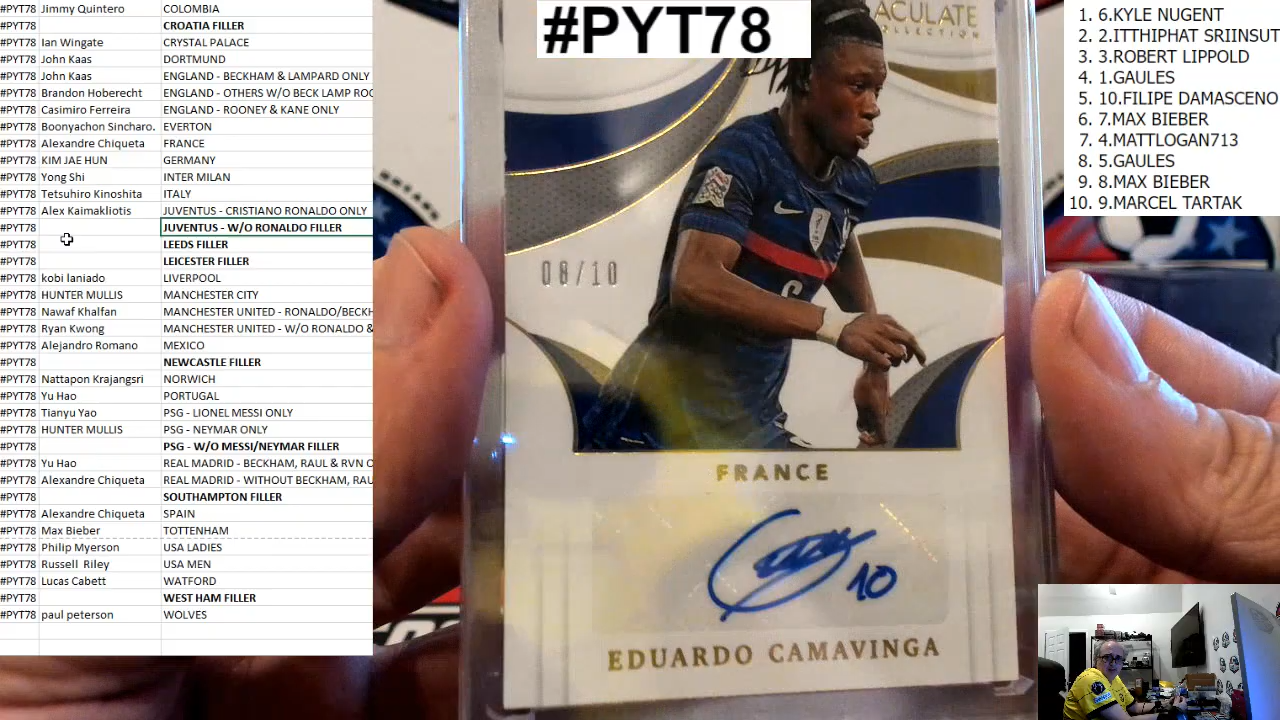 #PYT78 Jimmy Quintero COLOMBIA
#PYT78 CROATIA FILLER
#PYT78 Ian Wingate CRYSTAL PALACE
#PYT78 John Kaas DORTMUND
#PYT78 John Kaas ENGLAND - BECKHAM & LAMPARD ONLY
#PYT78 Brandon Hoberecht ENGLAND - OTHERS W/O BECK LAMP ROO
#PYT78 Casimiro Ferreira ENGLAND - ROONEY & KANE ONLY
#PYT78 Boonyachon Sincharo. EVERTON
#PYT78 Alexandre Chiqueta FRANCE
#PYT78 KIM JAE HUN GERMANY
#PYT78 Yong Shi INTER MILAN
#PYT78 Tetsuhiro Kinoshita ITALY
#PYT78 Alex Kaimakliotis JUVENTUS - CRISTIANO RONALDO ONLY
#PYT78 JUVENTUS - W/O RONALDO FILLER
#PYT78 LEEDS FILLER
#PYT78 LEICESTER FILLER
#PYT78 kobi laniado LIVERPOOL
#PYT78 HUNTER MULLIS MANCHESTER CITY
#PYT78 Nawaf Khalfan MANCHESTER UNITED - RONALDO/BECKH
#PYT78 Ryan Kwong MANCHESTER UNITED - W/O RONALDO &
#PYT78 Alejandro Romano MEXICO
#PYT78 NEWCASTLE FILLER
#PYT78 Nattapon Krajangsri NORWICH
#PYT78 Yu Hao PORTUGAL
#PYT78 Tianyu Yao PSG - LIONEL MESSI ONLY
#PYT78 HUNTER MULLIS PSG - NEYMAR ONLY
#PYT78 PSG - W/O MESSI/NEYMAR FILLER
#PYT78 Yu Hao REAL MADRID - BECKHAM, RAUL & RVN O
#PYT78 Alexandre Chiqueta REAL MADRID - WITHOUT BECKHAM, RAU
#PYT78 SOUTHAMPTON FILLER
#PYT78 Alexandre Chiqueta SPAIN
#PYT78 Max Bieber TOTTENHAM
#PYT78 Philip Myerson USA LADIES
#PYT78 Russell Riley USA MEN
#PYT78 Lucas Cabett WATFORD
#PYT78 WEST HAM FILLER
#PYT78 paul peterson WOLVES
#PYT78
ACULATE
COLLECTION
08/10
FRANCE
10
EDUARDO CAMAVINGA
1. 6.KYLE NUGENT
2. 2.ITTHIPHAT SRIINSUT
3. 3.ROBERT LIPPOLD
4. 1.GAULES
5. 10.FILIPE DAMASCENO
6. 7.MAX BIEBER
7. 4.MATTLOGAN713
8. 5.GAULES
9. 8.MAX BIEBER
10. 9.MARCEL TARTAK